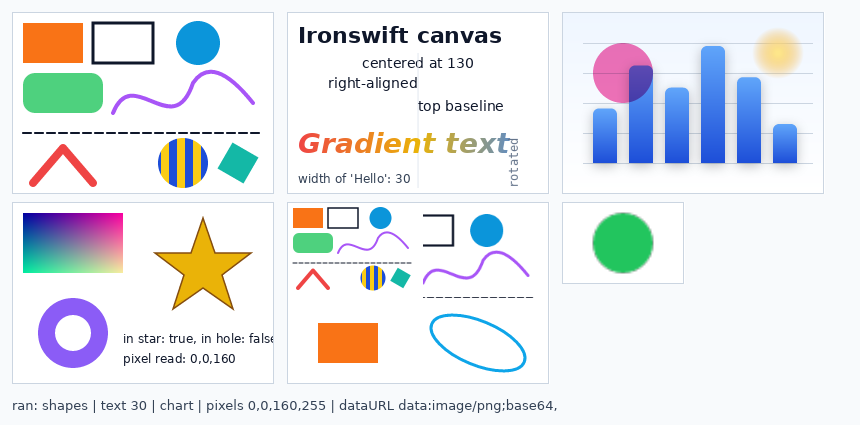 Ironswift canvas
centered at 130
right-aligned
top baseline
Gradient text
rotated
width of 'Hello': 30
in star: true, in hole: false
pixel read: 0,0,160
ran: shapes | text 30 | chart | pixels 0,0,160,255 | dataURL data:image/png;base64,